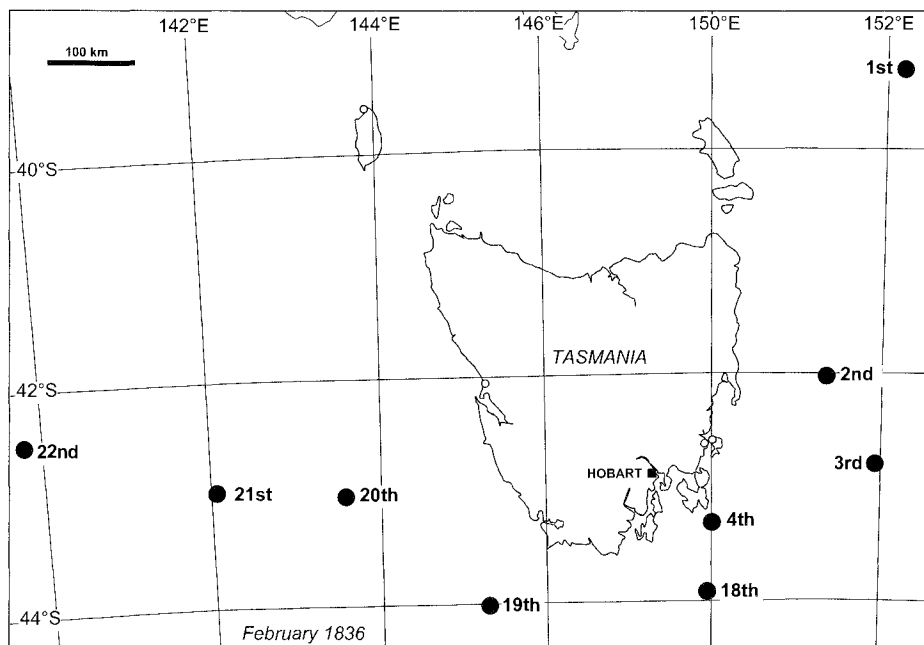 142°E 144°E 146°E 150°E 152°E
100 km
1st
40°S
TASMANIA
2nd
42°S
22nd
3rd
HOBART
21st
20th
4th
18th
19th
44°S
February 1836